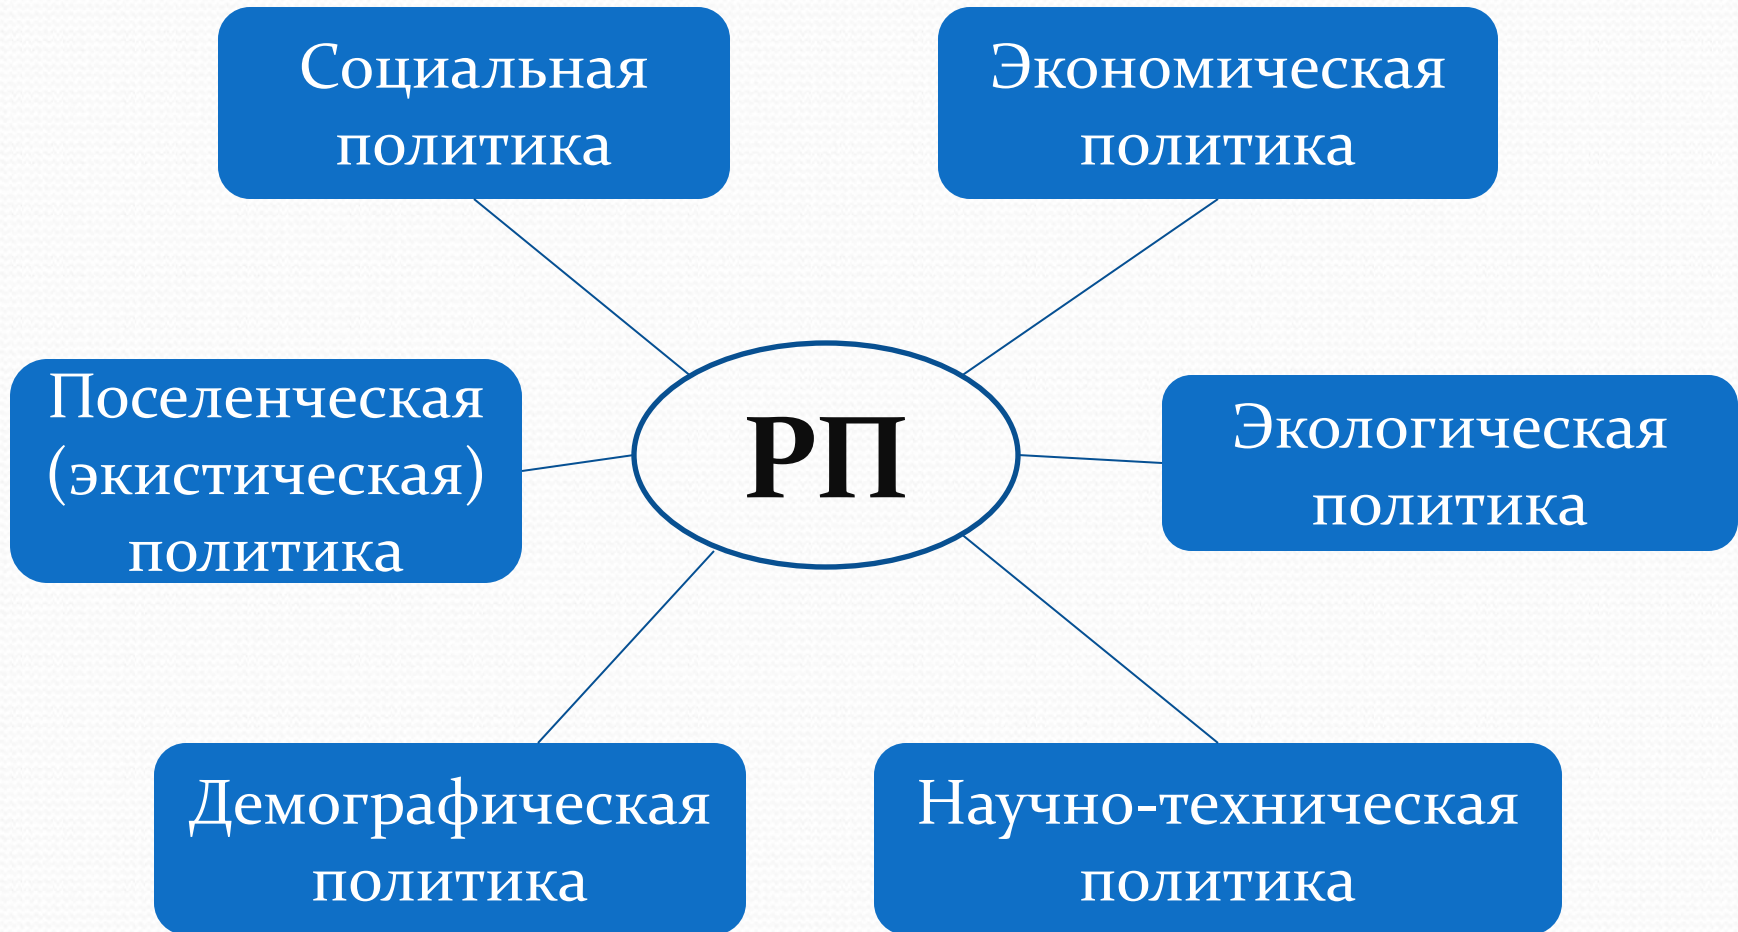 Социальная
политика
Экономическая
политика
Поселенческая
(экистическая)
политика
РП
Экологическая
политика
Демографическая
политика
Научно-техническая
политика